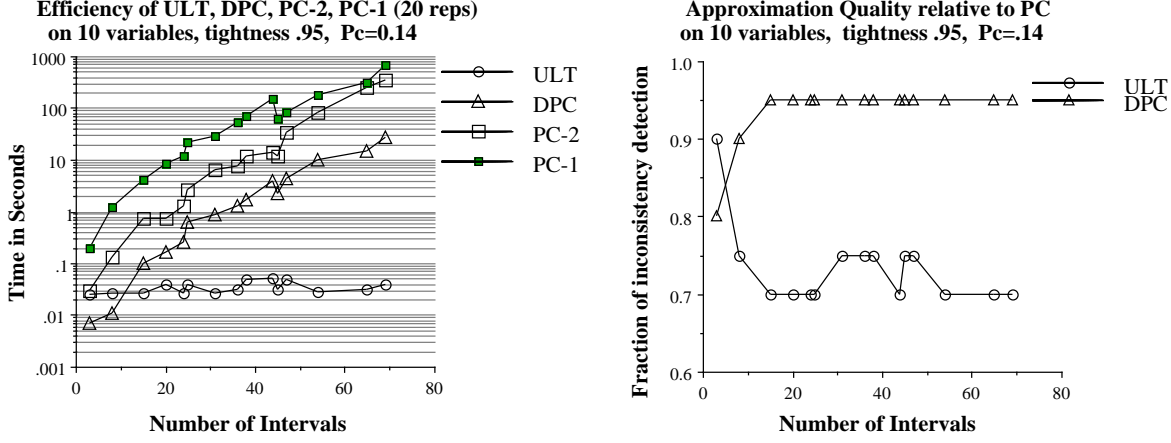 Efficiency of ULT, DPC, PC-2, PC-1 (20 reps)
on 10 variables, tightness .95, Pc=0.14
Time in Seconds
1000
100
10
1
.1
.01
.001
0
20
40
60
80
Number of Intervals
ULT
DPC
PC-2
PC-1
Approximation Quality relative to PC
on 10 variables, tightness .95, Pc=.14
Fraction of inconsistency detection
1.0
0.9
0.8
0.7
0.6
0
20
40
60
80
Number of Intervals
ULT
DPC